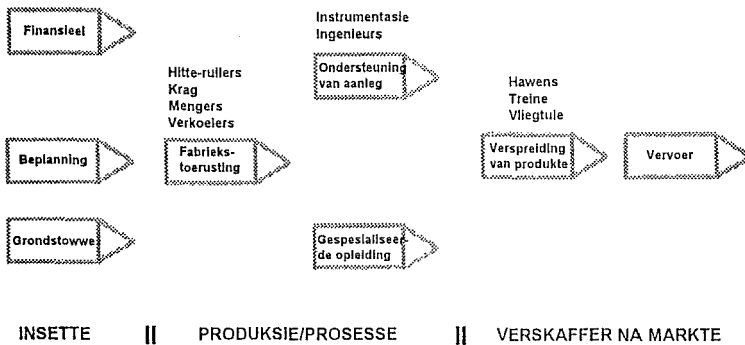 Finansieel
Instrumentasie
Ingenieurs
Ondersteuning
van aanleg
Hitte-ruilers
Krag
Mengers
Verkoelers
Hawens
Treine
Vliegtuie
Beplanning
Fabrieks-
toerusting
Verspreiding
van produkte
Vervoer
Grondstowwe
Gespesialiseer-
de opleiding
INSETTE || PRODUKSIE/PROSESSE || VERSKAFFER NA MARKTE